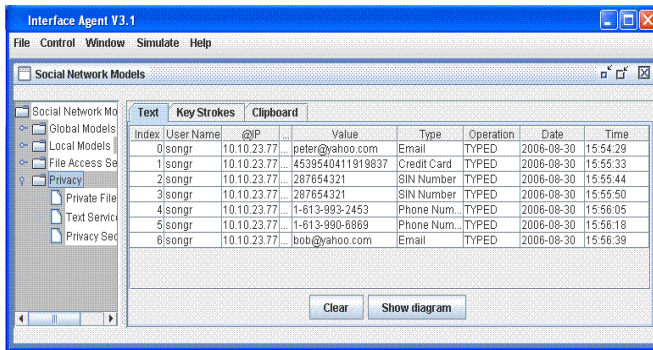 Interface Agent V3.1
File Control Window Simulate Help
Social Network Models
Social Network Mo
Global Models
Local Models
File Access Se
Privacy
Private File
Text Servic
Privacy Sec
Text Key Strokes Clipboard
Index User Name @IP ... Value Type Operation Date Time
0 songr 10.10.23.77 ... peter@yahoo.com Email TYPED 2006-08-30 15:54:29
1 songr 10.10.23.77 ... 4539540411919837 Credit Card TYPED 2006-08-30 15:55:33
2 songr 10.10.23.77 ... 287654321 SIN Number TYPED 2006-08-30 15:55:44
3 songr 10.10.23.77 ... 287654321 SIN Number TYPED 2006-08-30 15:55:50
4 songr 10.10.23.77 ... 1-613-993-2453 Phone Num... TYPED 2006-08-30 15:56:05
5 songr 10.10.23.77 ... 1-613-990-6869 Phone Num... TYPED 2006-08-30 15:56:18
6 songr 10.10.23.77 ... bob@yahoo.com Email TYPED 2006-08-30 15:56:39
Clear Show diagram